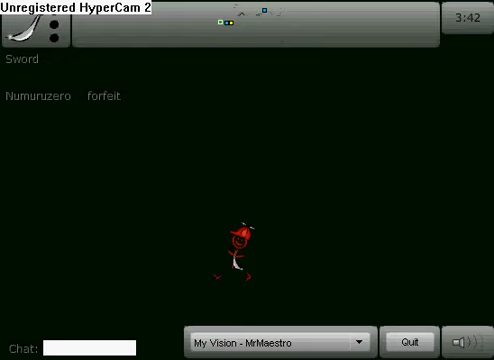 Unregistered HyperCam 2
3:42
Sword
Numuruzero forfeit
Chat:
My Vision - MrMaestro
Quit